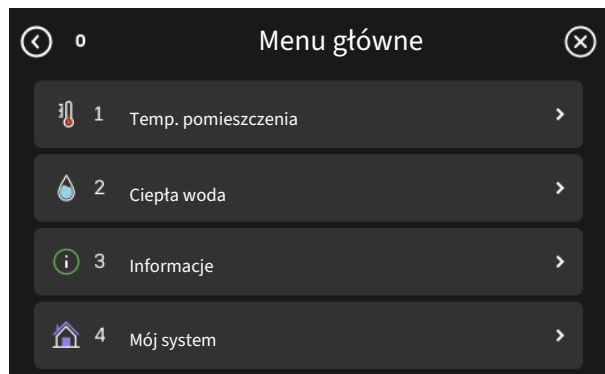 0 Menu główne
1 Temp. pomieszczenia
2 Ciepła woda
3 Informacje
4 Mój system